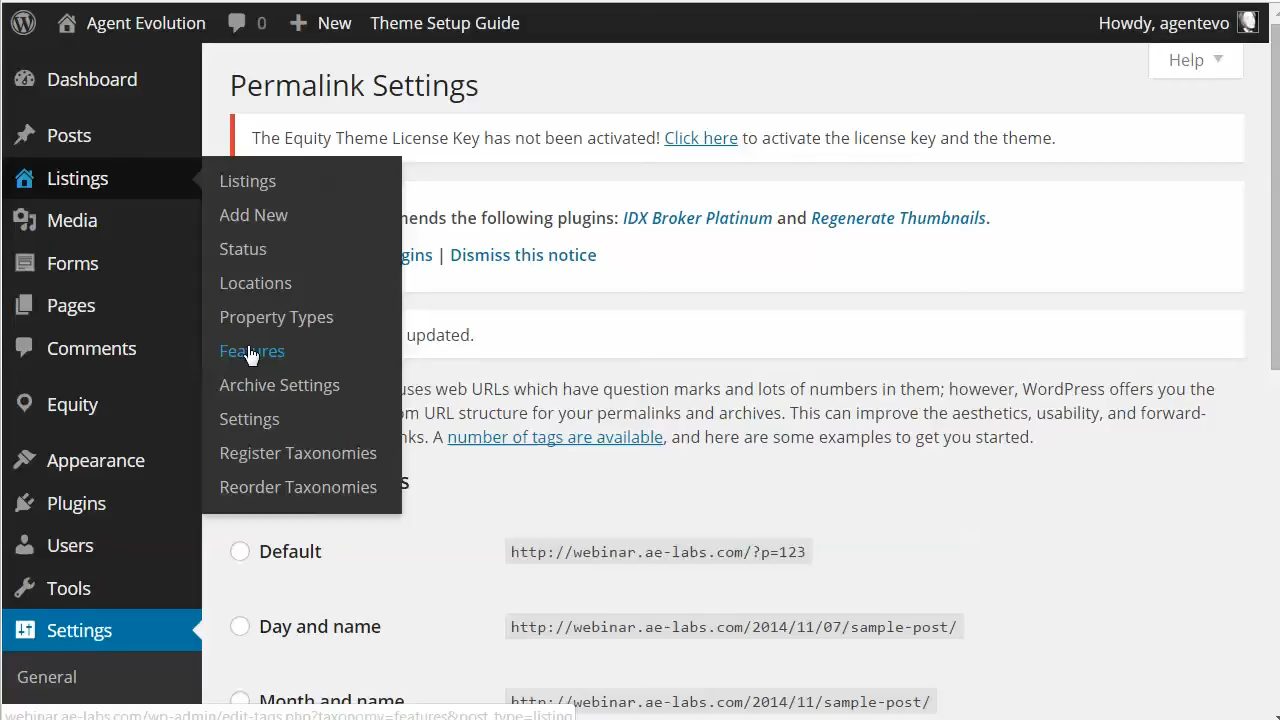 Agent Evolution 0 New Theme Setup Guide Howdy, agentevo
Help
Dashboard
Posts
Listings
Media
Forms
Pages
Comments
Equity
Appearance
Plugins
Users
Tools
Settings
General
Listings
Add New
Status
Locations
Property Types
Features
Archive Settings
Settings
Register Taxonomies
Reorder Taxonomies
Permalink Settings
The Equity Theme License Key has not been activated! Click here to activate the license key and the theme.
the following plugins: IDX Broker Platinum and Regenerate Thumbnails.
| Dismiss this notice
updated.
uses web URLs which have question marks and lots of numbers in them; however, WordPress offers you the
URL structure for your permalinks and archives. This can improve the aesthetics, usability, and forward-
A number of tags are available, and here are some examples to get you started.
Default http://webinar.ae-labs.com/?p=123
Day and name http://webinar.ae-labs.com/2014/11/07/sample-post/
Month and name http://webinar.ae-labs.com/2014/11/sample-post/
webinar.ae-labs.com/wp-admin/edit-tags.php?taxonomy=features&post_type=listing